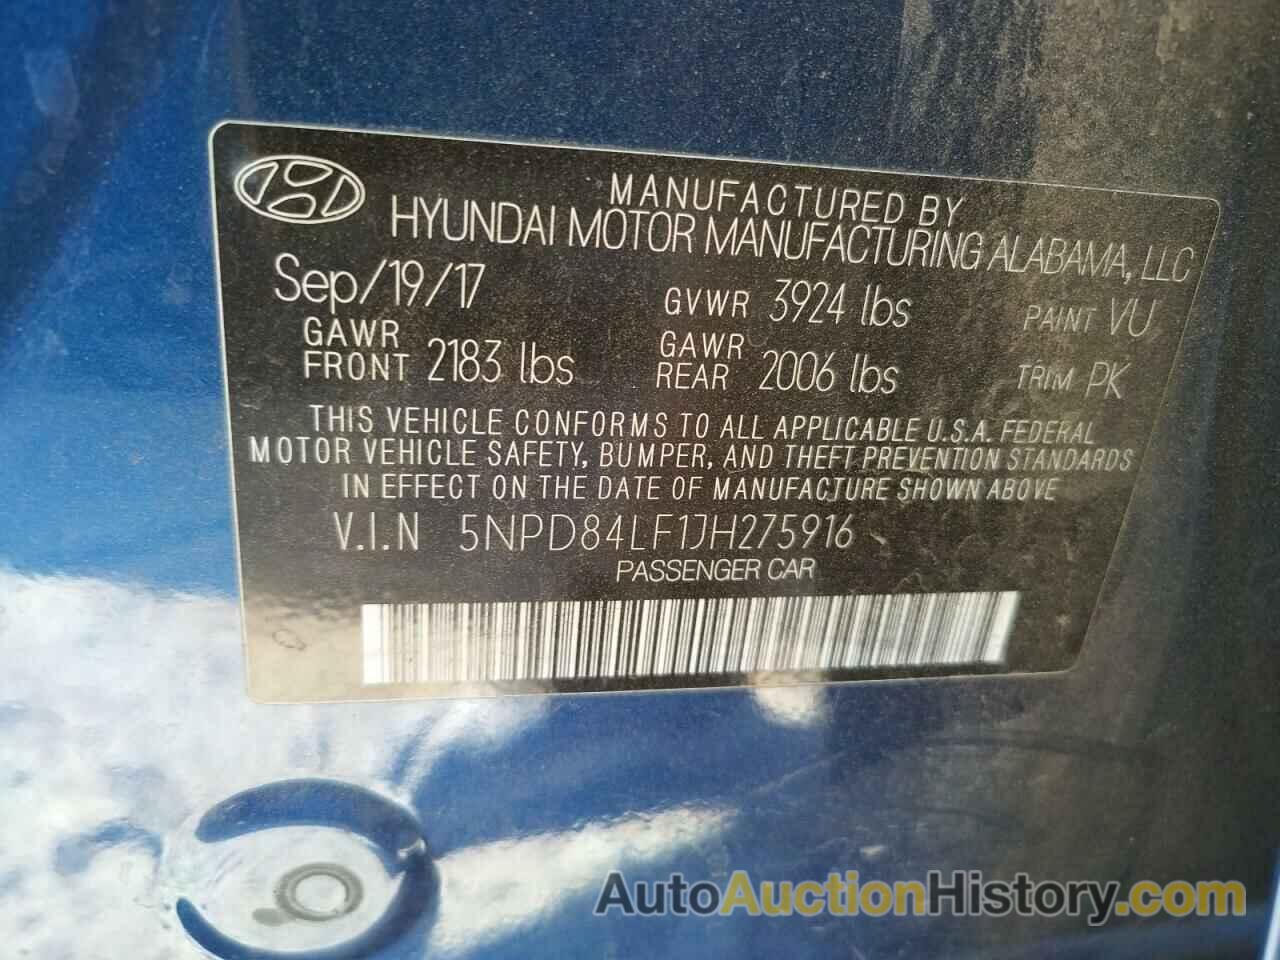 MANUFACTURED BY
HYUNDAI MOTOR MANUFACTURING ALABAMA, LLC
Sep/19/17 GVWR 3924 lbs PAINT VU
GAWR FRONT 2183 lbs GAWR REAR 2006 lbs TRIM PK
THIS VEHICLE CONFORMS TO ALL APPLICABLE U.S.A. FEDERAL
MOTOR VEHICLE SAFETY, BUMPER, AND THEFT PREVENTION STANDARDS
IN EFFECT ON THE DATE OF MANUFACTURE SHOWN ABOVE
V.I.N 5NPD84LF1JH275916
PASSENGER CAR
AutoAuctionHistory.com